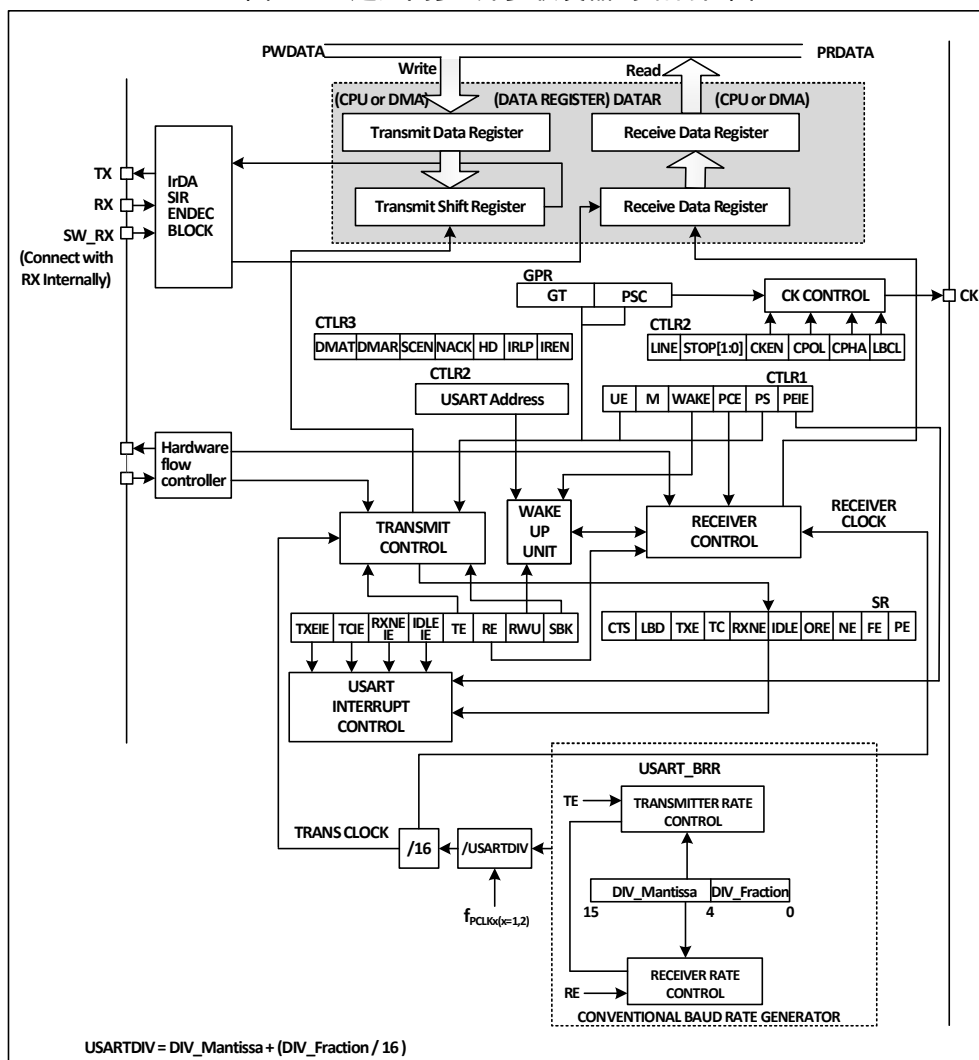 PWDATA
PRDATA
Write
Read
(CPU or DMA)
(DATA REGISTER) DATAR
(CPU or DMA)
Transmit Data Register
Receive Data Register
TX
RX
SW_RX
(Connect with
RX Internally)
IrDA
SIR
ENDEC
BLOCK
Transmit Shift Register
Receive Data Register
GPR
GT
PSC
CK CONTROL
CK
CTLR3
DMAT DMAR SCEN NACK HD IRLP IREN
CTLR2
LINE STOP[1:0] CKEN CPOL CPHA LBCL
CTLR2
USART Address
CTLR1
UE M WAKE PCE PS PEIE
Hardware
flow
controller
TRANSMIT
CONTROL
WAKE
UP
UNIT
RECEIVER
CONTROL
RECEIVER
CLOCK
TXEIE TCIE RXNE IE IDLE IE TE RE RWU SBK
SR
CTS LBD TXE TC RXNE IDLE ORE NE FE PE
USART
INTERRUPT
CONTROL
USART_BRR
TE
TRANSMITTER RATE
CONTROL
TRANS CLOCK
/16
/USARTDIV
fPCLKx(x=1,2)
DIV_Mantissa DIV_Fraction
15 4 0
RE
RECEIVER RATE
CONTROL
CONVENTIONAL BAUD RATE GENERATOR
USARTDIV = DIV_Mantissa + (DIV_Fraction / 16 )